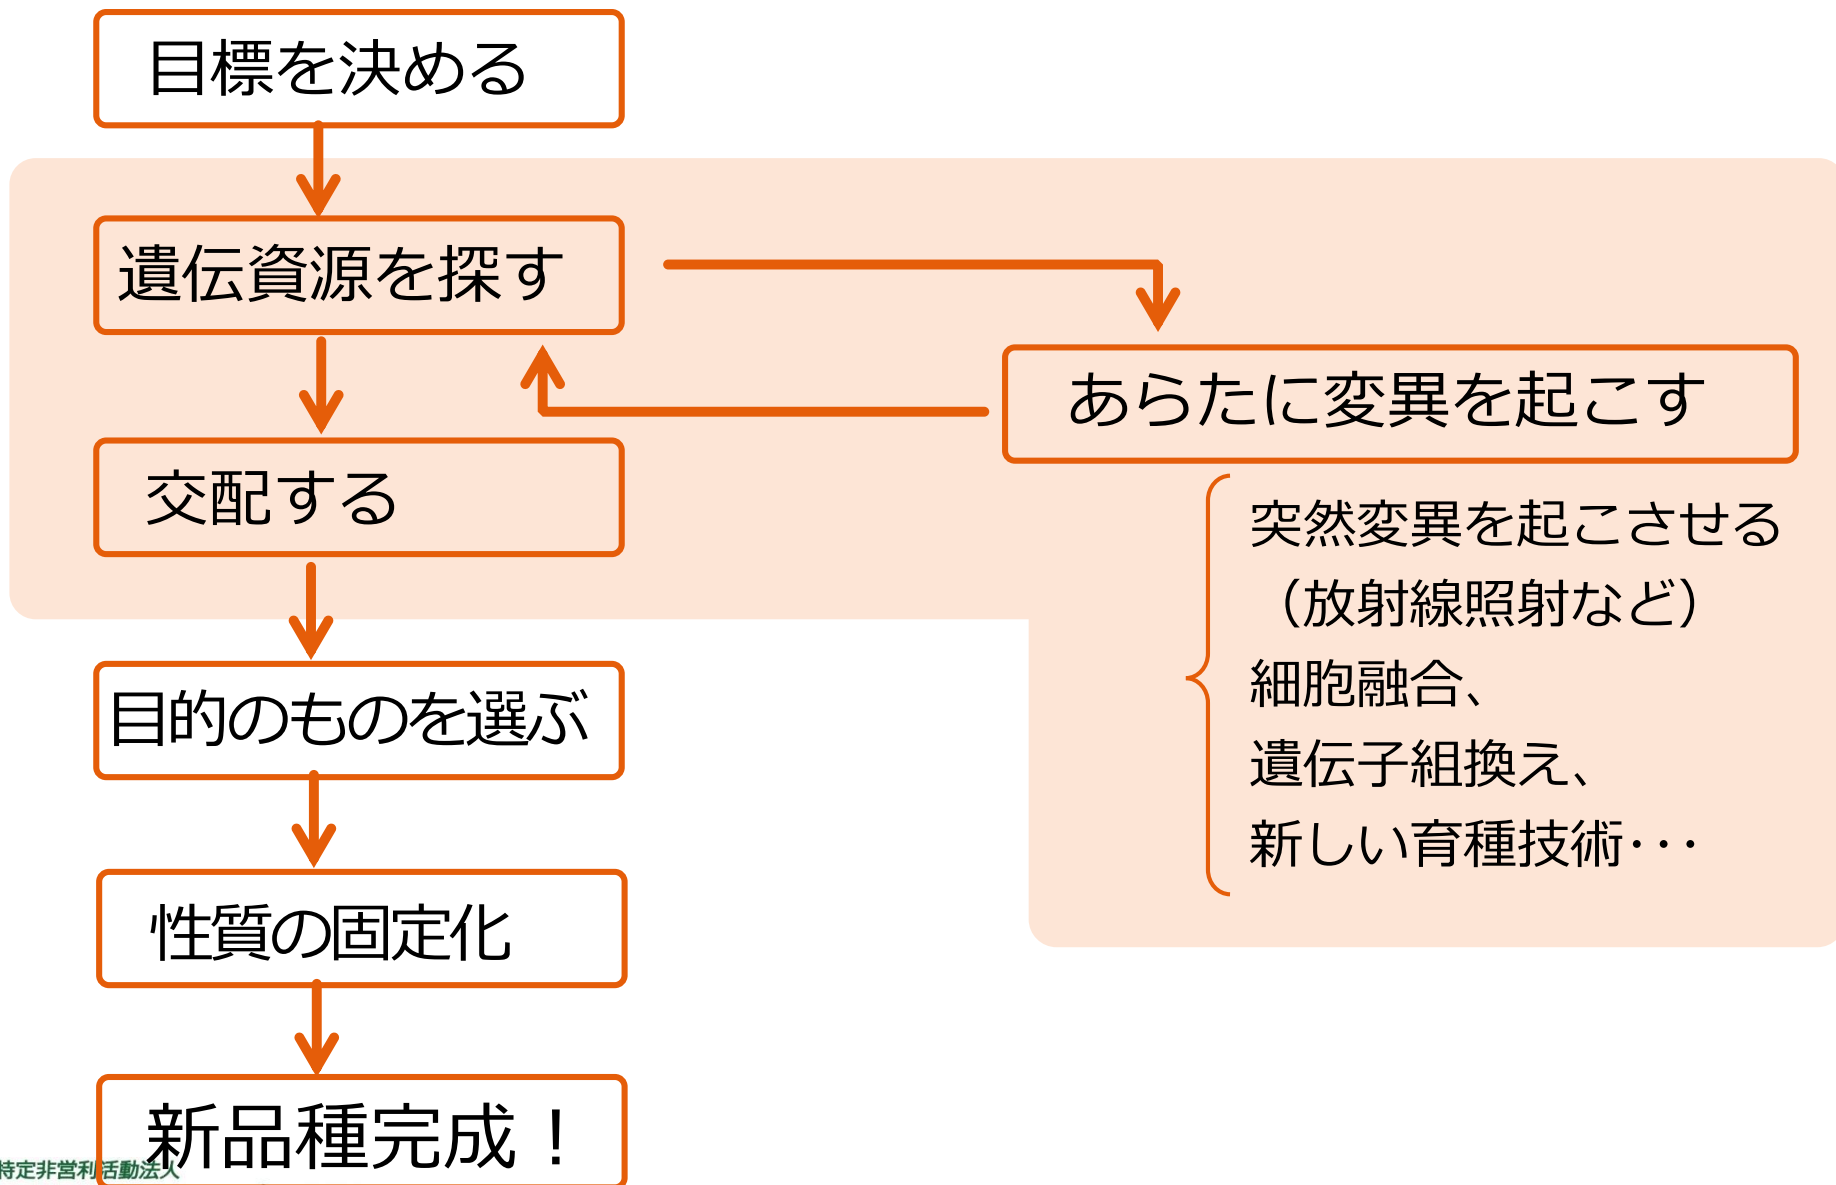 目標を決める
遺伝資源を探す
あらたに変異を起こす
交配する
突然変異を起こさせる
（放射線照射など）
細胞融合、
遺伝子組換え、
新しい育種技術･･･
目的のものを選ぶ
性質の固定化
新品種完成！
特定非営利活動法人